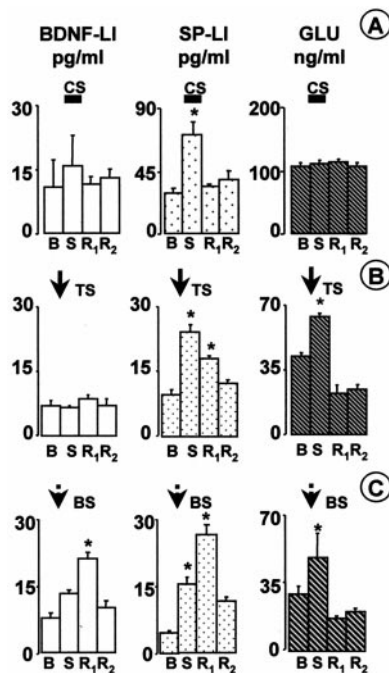 BDNF-LI SP-LI GLU A
pg/ml pg/ml ng/ml
CS CS CS
30 90 200
15 45 100
0 0 0
B S R1 R2 B S R1 R2 B S R1 R2
* B
TS TS TS
30 30 70
15 15 35
0 0 0
B S R1 R2 B S R1 R2 B S R1 R2
* * * C
BS BS BS
30 30 70
15 15 35
0 0 0
B S R1 R2 B S R1 R2 B S R1 R2
* * * *